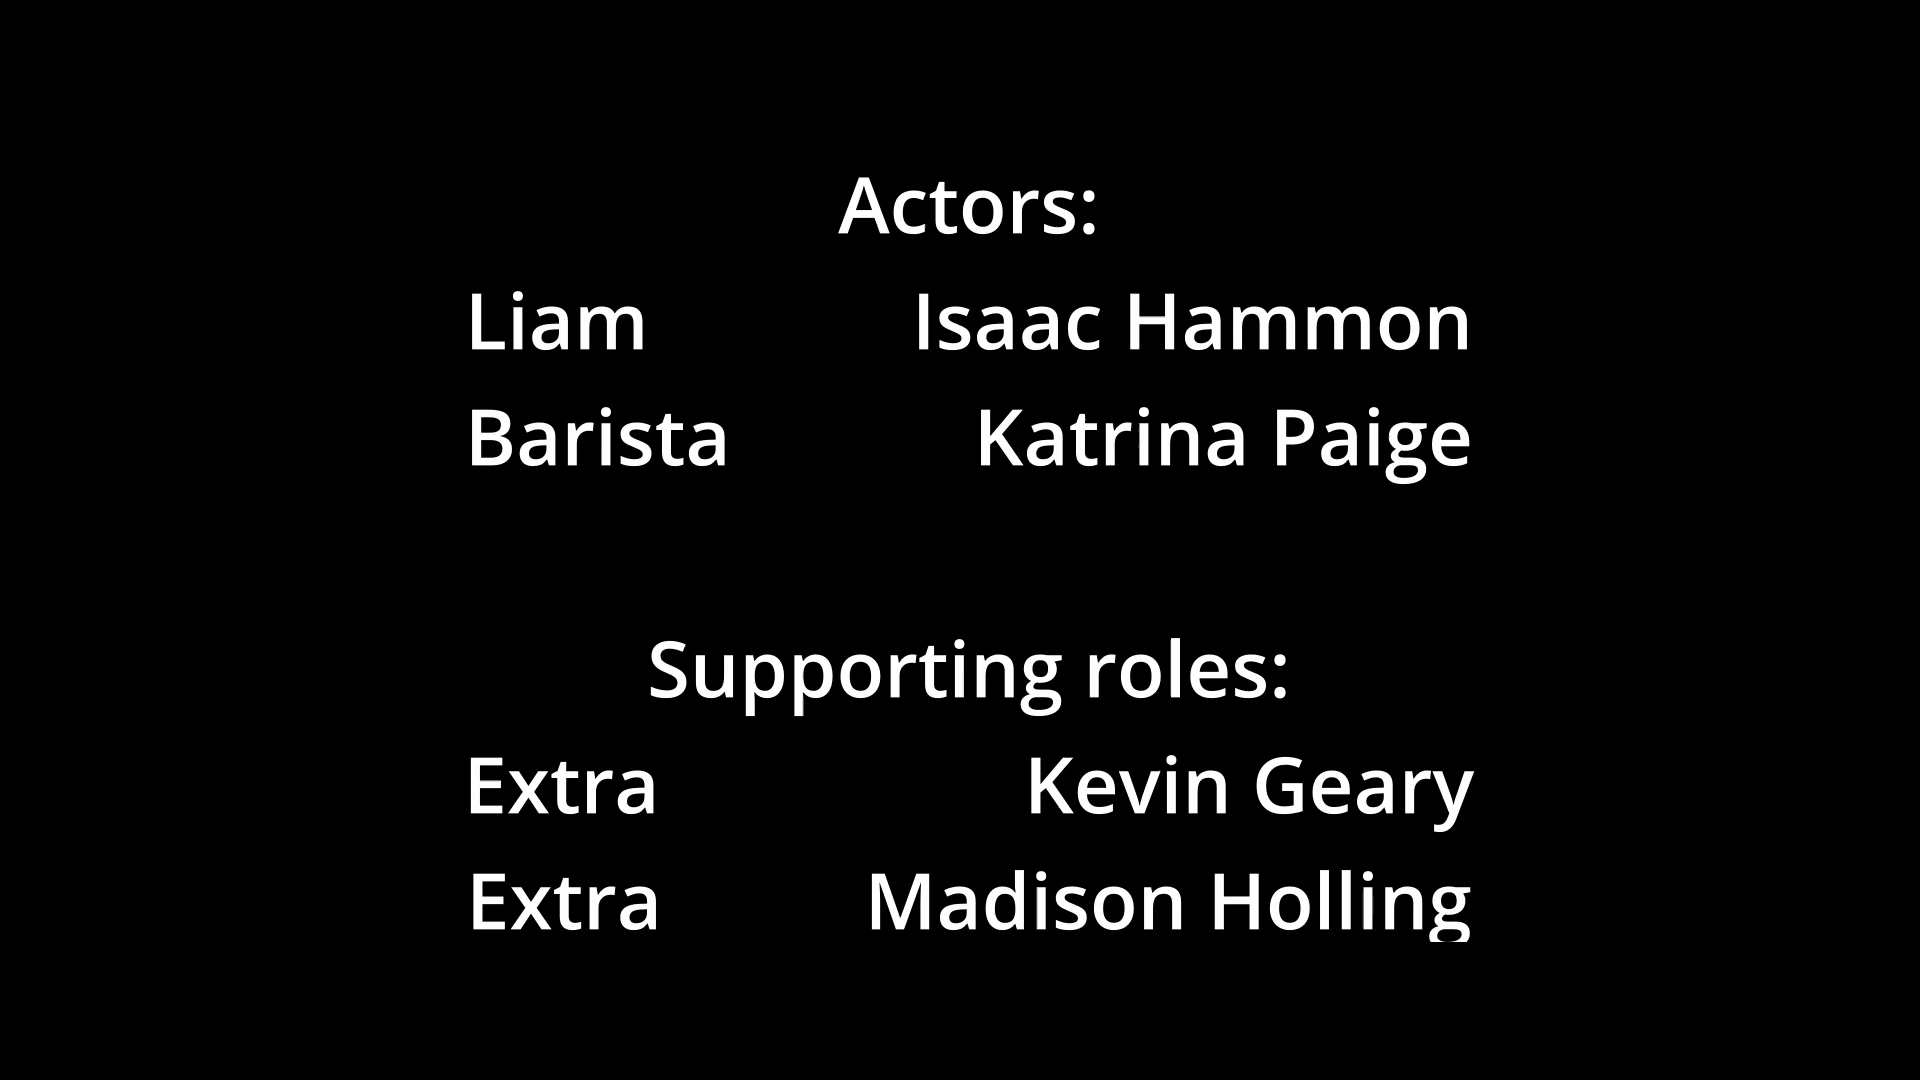 Actors:
Liam Isaac Hammon
Barista Katrina Paige
Supporting roles:
Extra Kevin Geary
Extra Madison Holling